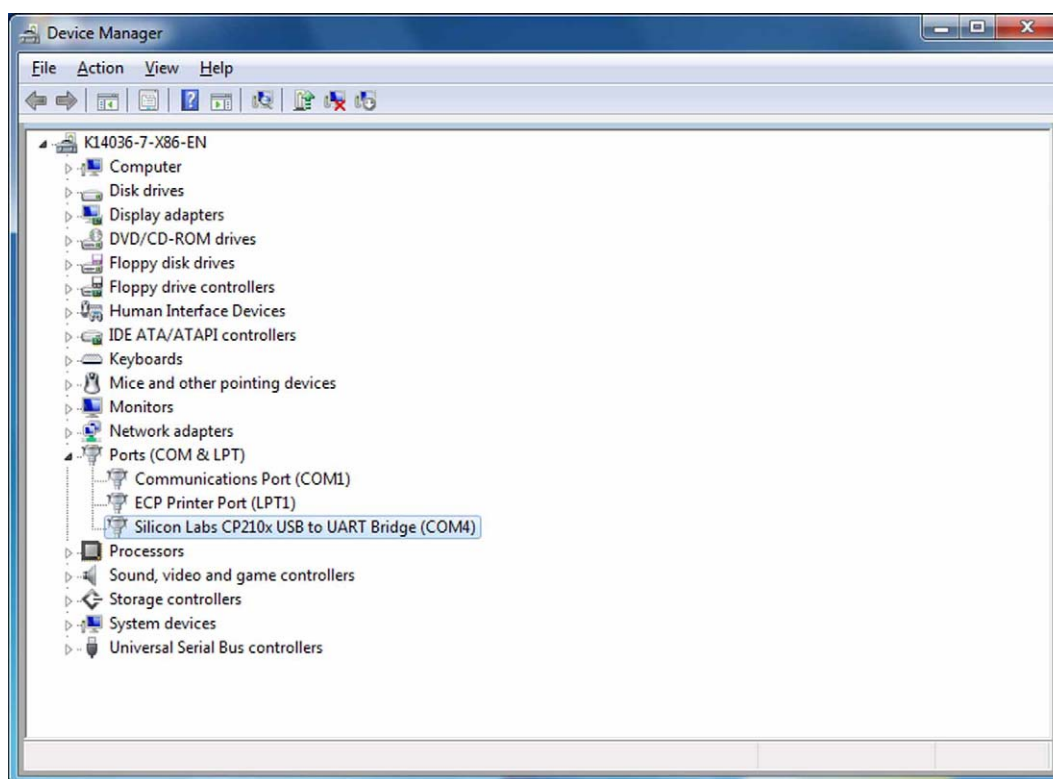 Device Manager
File Action View Help
K14036-7-X86-EN
Computer
Disk drives
Display adapters
DVD/CD-ROM drives
Floppy disk drives
Floppy drive controllers
Human Interface Devices
IDE ATA/ATAPI controllers
Keyboards
Mice and other pointing devices
Monitors
Network adapters
Ports (COM & LPT)
Communications Port (COM1)
ECP Printer Port (LPT1)
Silicon Labs CP210x USB to UART Bridge (COM4)
Processors
Sound, video and game controllers
Storage controllers
System devices
Universal Serial Bus controllers